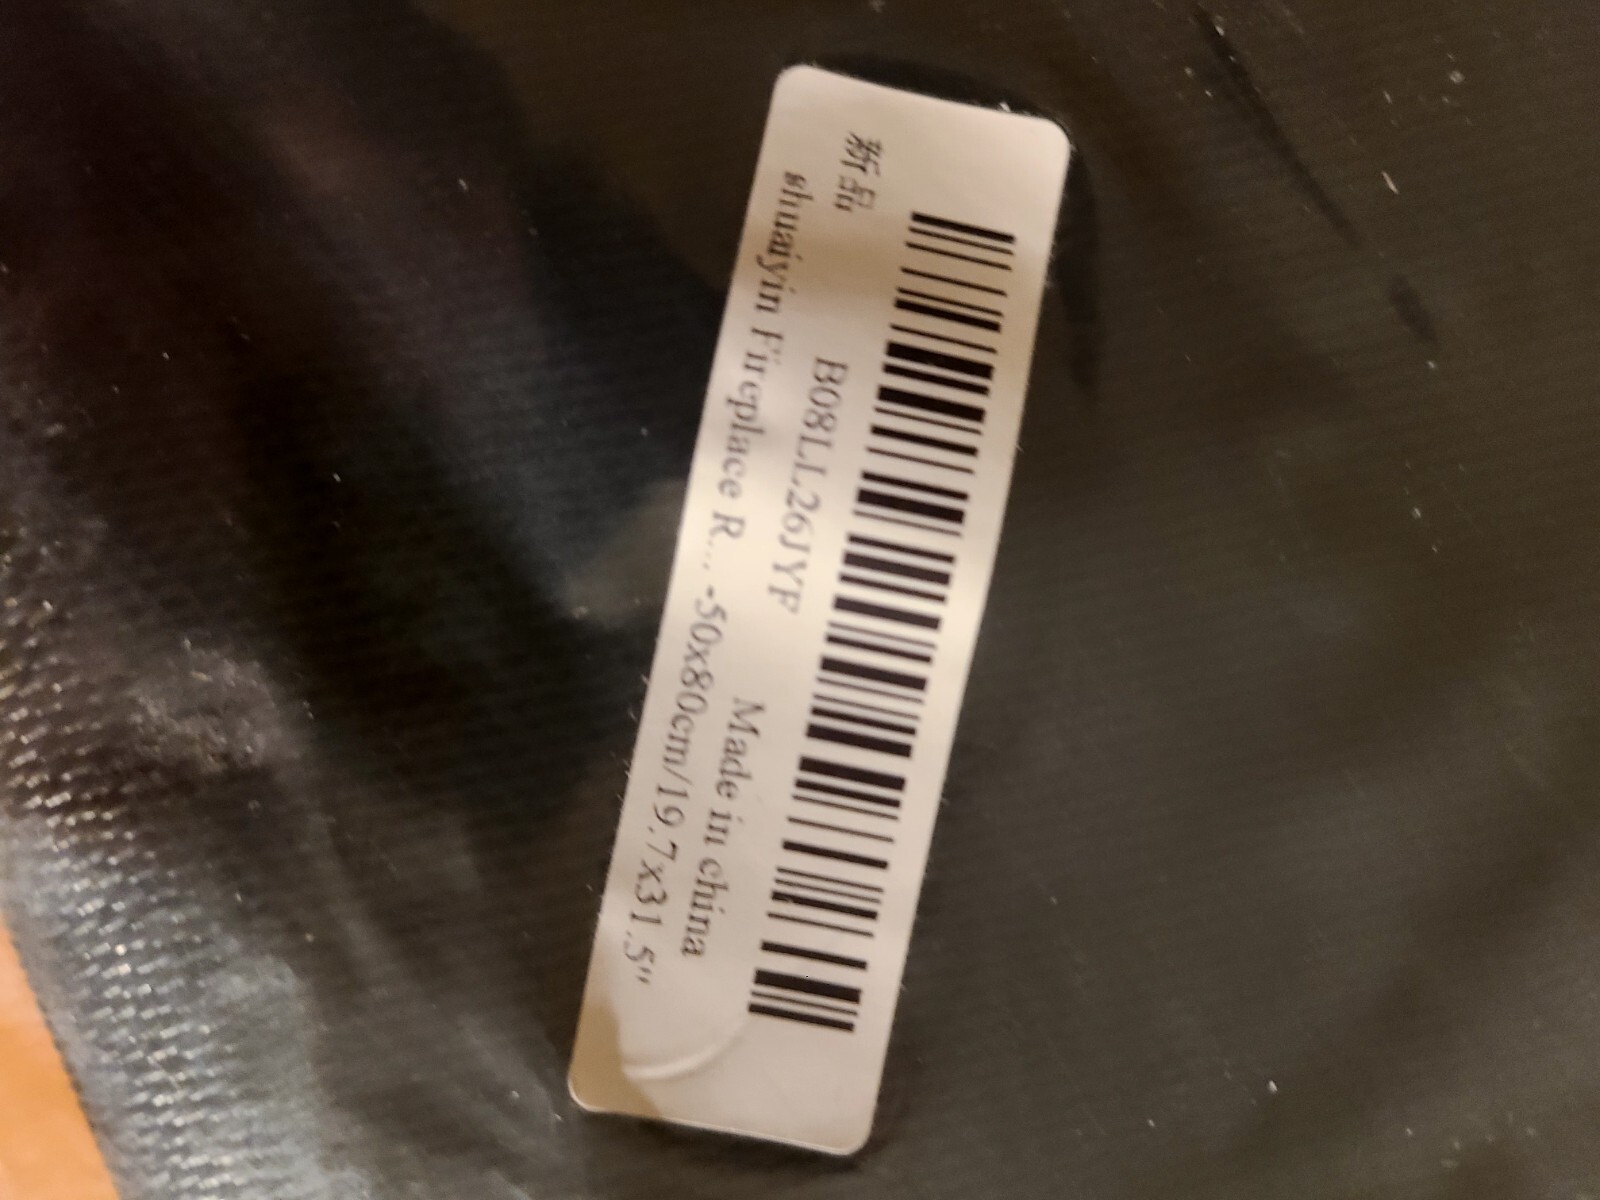 B08LL26JYF
shuaiyin Fireplace R... -50x80cm/19.7x31.5"
新品
Made in china